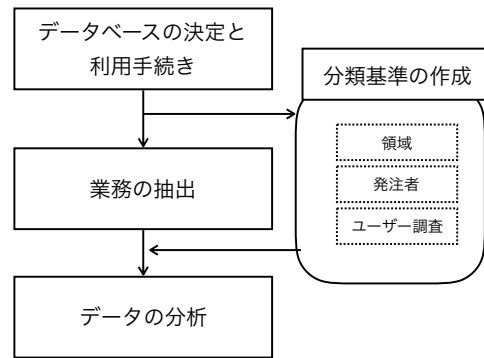 データベースの決定と
利用手続き
分類基準の作成
領域
発注者
ユーザー調査
業務の抽出
データの分析